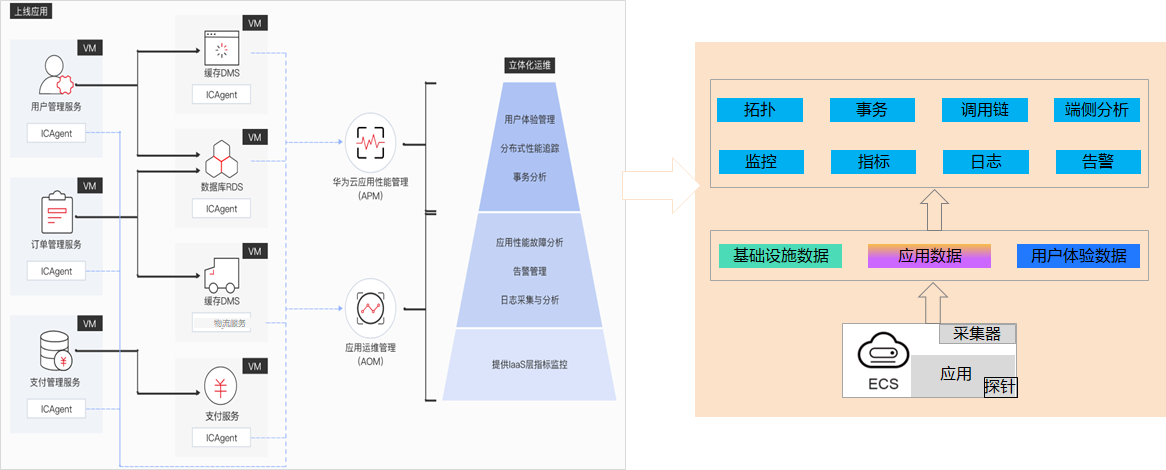 上线应用
VM
用户管理服务
ICAgent
VM
订单管理服务
ICAgent
VM
支付管理服务
ICAgent
VM
缓存DMS
ICAgent
VM
数据库RDS
ICAgent
VM
缓存DMS
物流服务
VM
支付服务
ICAgent
华为云应用性能管理
(APM)
应用运维管理
(AOM)
立体化运维
用户体验管理
分布式性能追踪
事务分析
应用性能故障分析
告警管理
日志采集与分析
提供IaaS层指标监控
拓扑
事务
调用链
端侧分析
监控
指标
日志
告警
基础设施数据
应用数据
用户体验数据
采集器
ECS
应用
探针